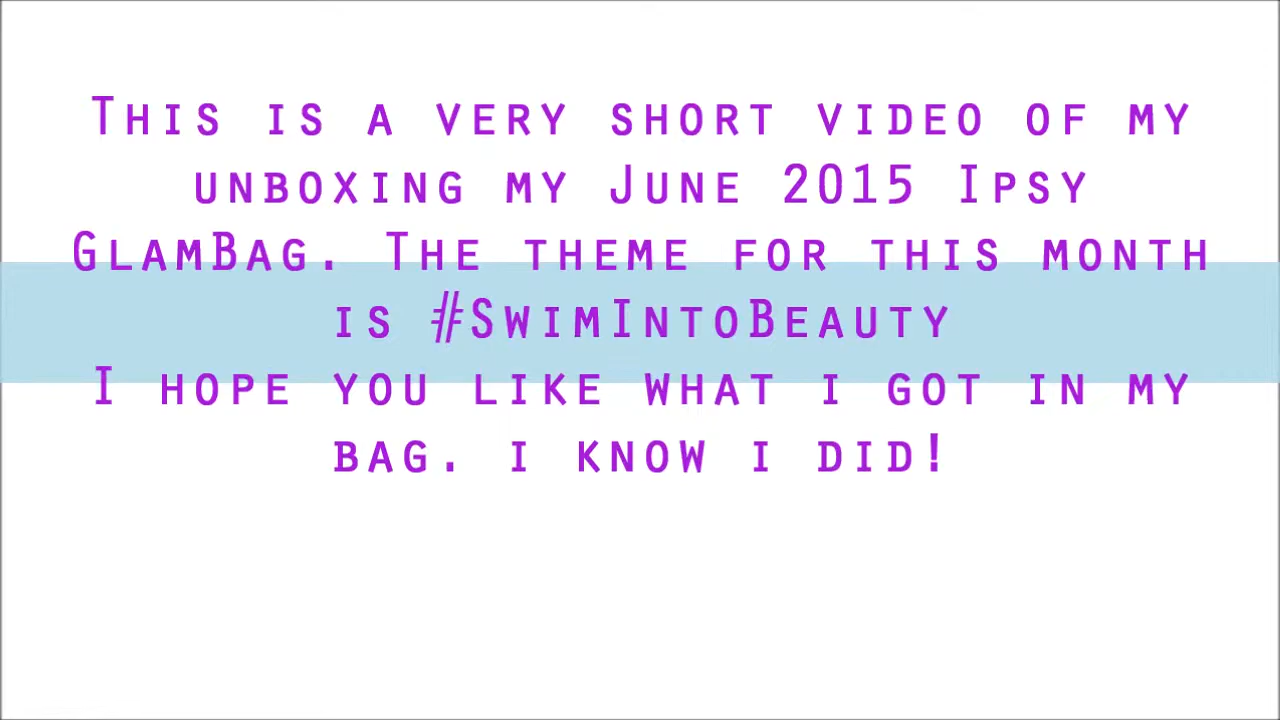 This is a very short video of my
unboxing my June 2015 Ipsy
GlamBag. The theme for this month
is #SwimIntoBeauty
I hope you like what i got in my
bag. i know i did!